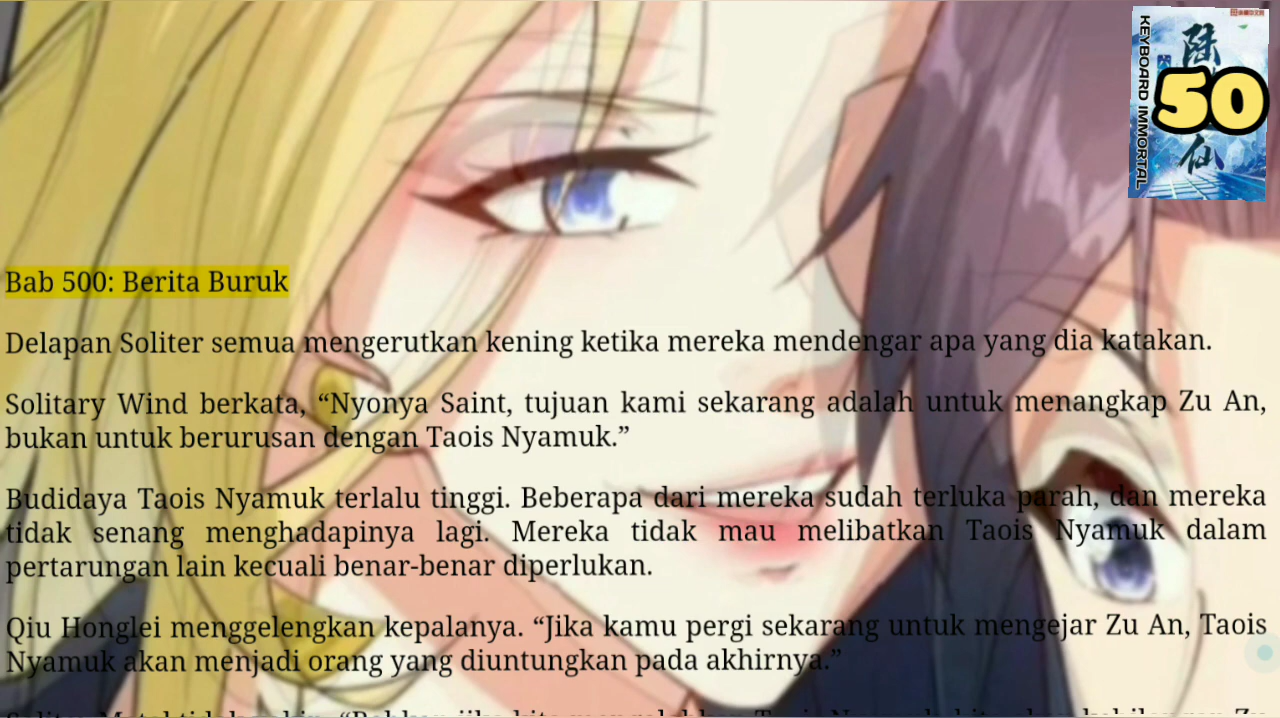 KEYBOARD IMMORTAL
50
仙
Bab 500: Berita Buruk
Delapan Soliter semua mengerutkan kening ketika mereka mendengar apa yang dia katakan.
Solitary Wind berkata, “Nyonya Saint, tujuan kami sekarang adalah untuk menangkap Zu An,
bukan untuk berurusan dengan Taois Nyamuk.”
Budidaya Taois Nyamuk terlalu tinggi. Beberapa dari mereka sudah terluka parah, dan mereka
tidak senang menghadapinya lagi. Mereka tidak mau melibatkan Taois Nyamuk dalam
pertarungan lain kecuali benar-benar diperlukan.
Qiu Honglei menggelengkan kepalanya. “Jika kamu pergi sekarang untuk mengejar Zu An, Taois
Nyamuk akan menjadi orang yang diuntungkan pada akhirnya.”